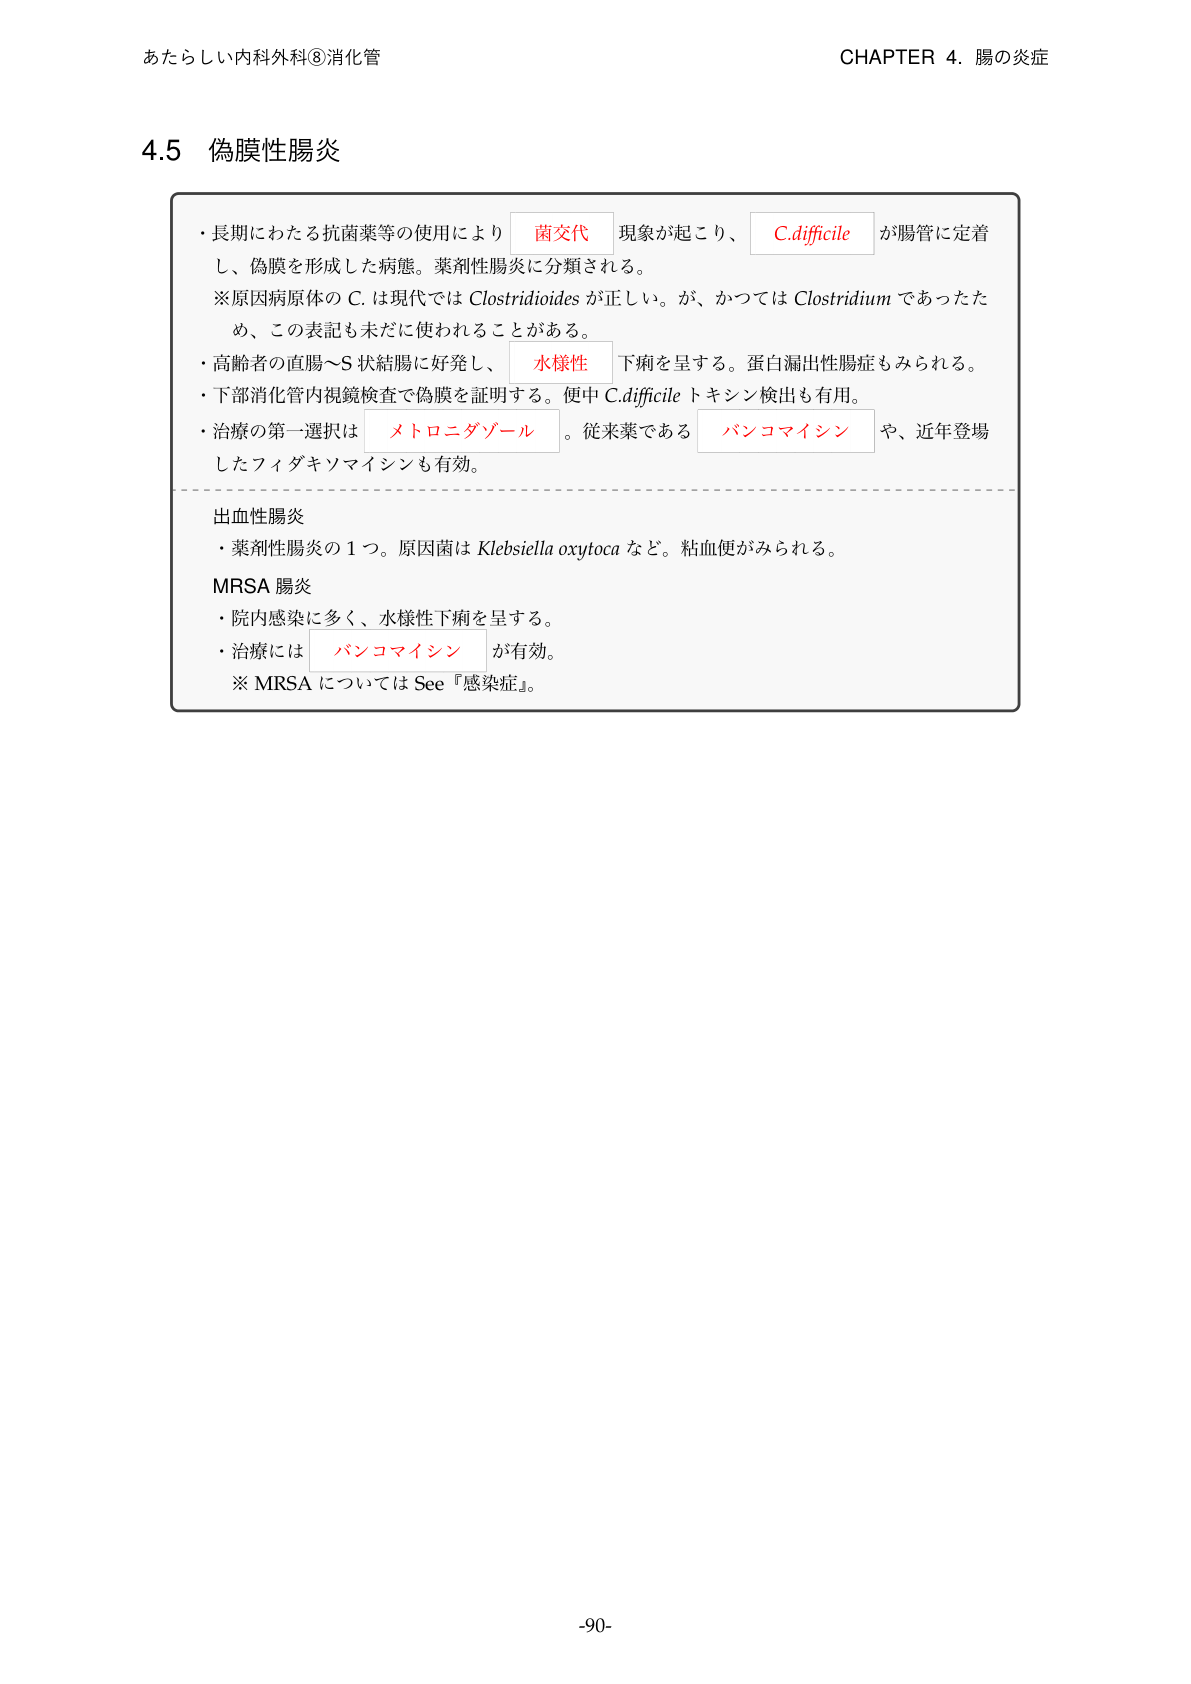 あたらしい内科外科⑧消化管 CHAPTER 4. 腸の炎症
4.5 偽膜性腸炎
・長期にわたる抗菌薬等の使用により 菌交代 現象が起こり、 C.difficile が腸管に定着
し、偽膜を形成した病態。薬剤性腸炎に分類される。
※原因病原体の C. は現代では Clostridioides が正しい。が、かつては Clostridium であったた
め、この表記も未だに使われることがある。
・高齢者の直腸〜S 状結腸に好発し、 水様性 下痢を呈する。蛋白漏出性腸症もみられる。
・下部消化管内視鏡検査で偽膜を証明する。便中 C.difficile トキシン検出も有用。
・治療の第一選択は メトロニダゾール 。従来薬である バンコマイシン や、近年登場
したフィダキソマイシンも有効。
出血性腸炎
・薬剤性腸炎の 1 つ。原因菌は Klebsiella oxytoca など。粘血便がみられる。
MRSA 腸炎
・院内感染に多く、水様性下痢を呈する。
・治療には バンコマイシン が有効。
※ MRSA については See『感染症』。
-90-